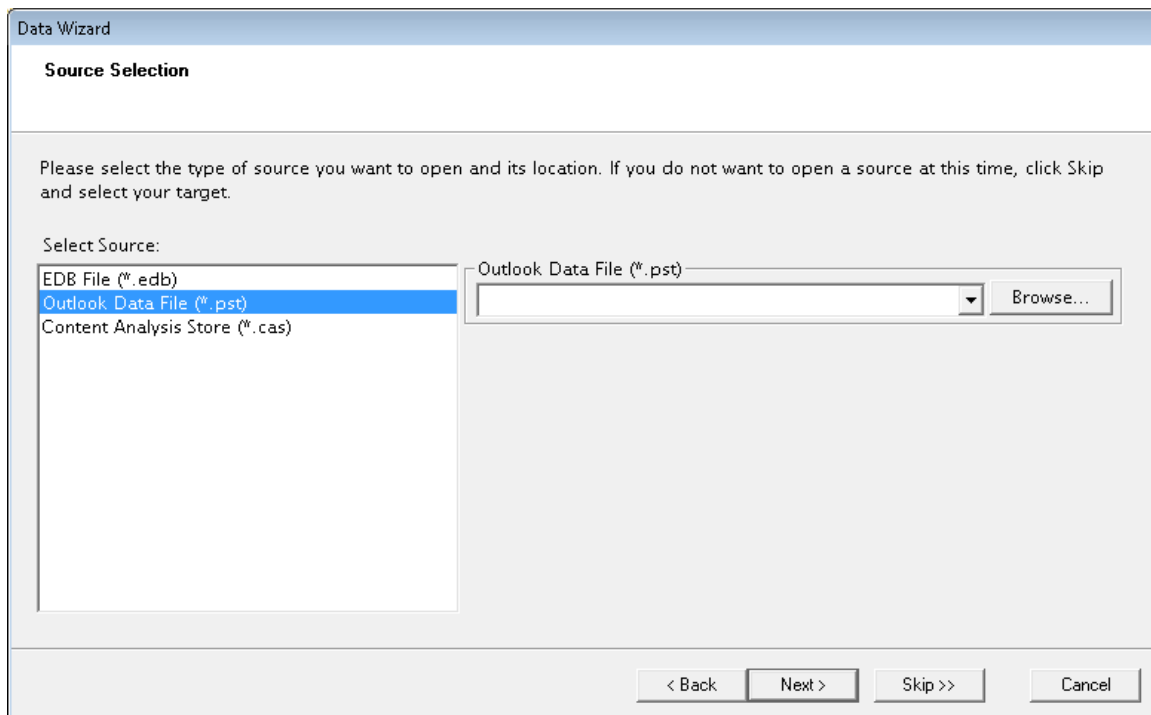 Data Wizard
Source Selection
Please select the type of source you want to open and its location. If you do not want to open a source at this time, click Skip
and select your target.
Select Source:
EDB File (*.edb)
Outlook Data File (*.pst)
Content Analysis Store (*.cas)
Outlook Data File (*.pst)
Browse...
< Back
Next >
Skip >>
Cancel